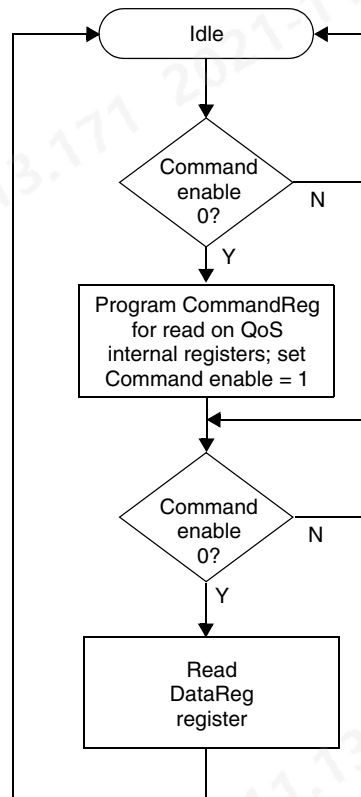 Idle
Command
enable
0?
N
Y
Program CommandReg
for read on QoS
internal registers; set
Command enable = 1
Command
enable
0?
N
Y
Read
DataReg
register